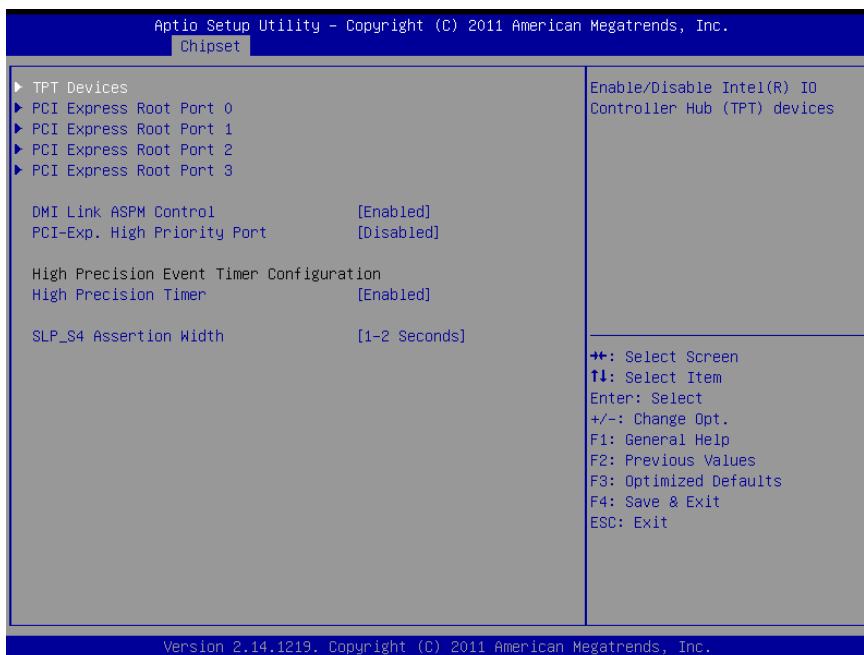 Aptio Setup Utility – Copyright (C) 2011 American Megatrends, Inc.
Chipset
TPT Devices
PCI Express Root Port 0
PCI Express Root Port 1
PCI Express Root Port 2
PCI Express Root Port 3
DMI Link ASPM Control [Enabled]
PCI-Exp. High Priority Port [Disabled]
High Precision Event Timer Configuration
High Precision Timer [Enabled]
SLP_S4 Assertion Width [1-2 Seconds]
Enable/Disable Intel(R) IO
Controller Hub (TPT) devices
→←: Select Screen
↑↓: Select Item
Enter: Select
+/-: Change Opt.
F1: General Help
F2: Previous Values
F3: Optimized Defaults
F4: Save & Exit
ESC: Exit
Version 2.14.1219. Copyright (C) 2011 American Megatrends, Inc.